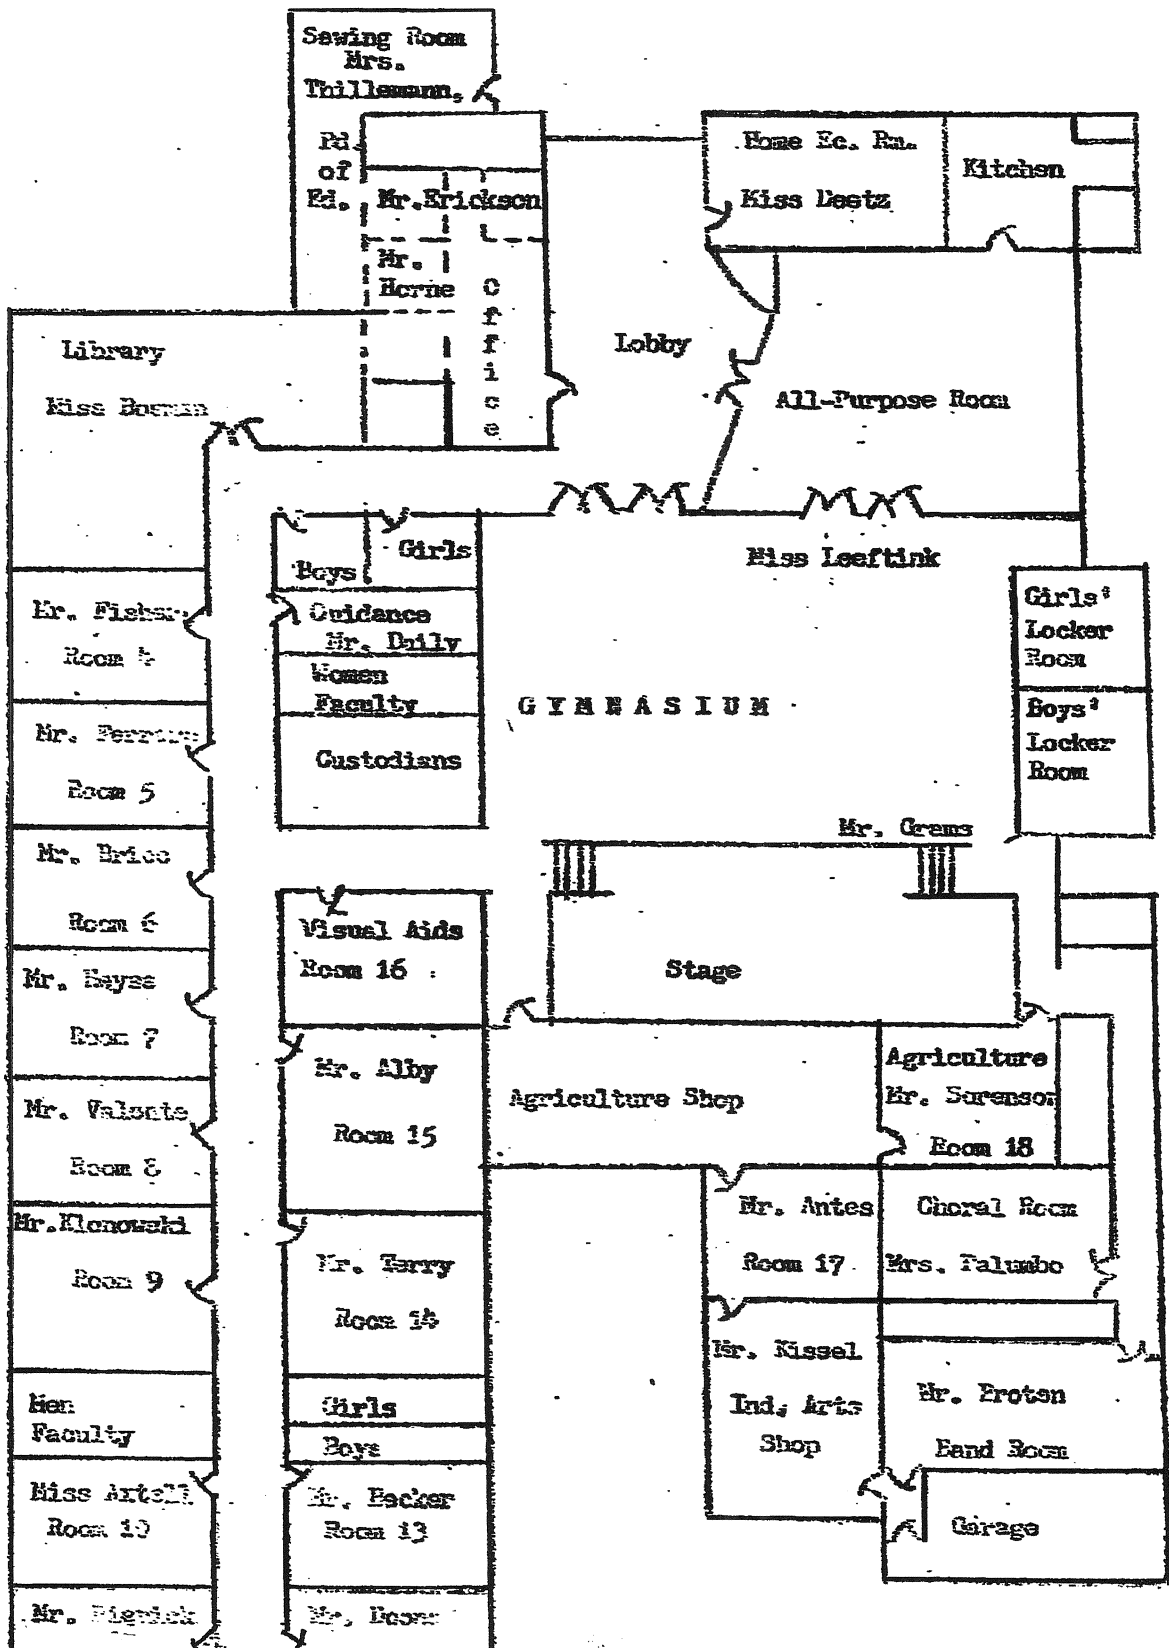 Sewing Room
Mrs.
Thillemann.
Bd.
of
Ed.
Mr. Erickson
Mr.
Horne
Office
Home Ec. Rm.
Miss Deetz
Kitchen
Library
Miss
Lobby
All-Purpose Room
Boys
Girls
Miss Leeftink
Mr. Fisher
Room 4
Guidance
Mr. Daily
Women
Faculty
Custodians
GYMNASIUM
Girls'
Locker
Room
Boys'
Locker
Room
Mr.
Room 5
Mr. Brice
Room 6
Mr. Grems
Visual Aids
Room 16
Stage
Mr. Hayes
Room 7
Mr. Alby
Room 15
Agriculture Shop
Agriculture
Mr. Sorenson
Room 18
Mr. Valente
Room 8
Mr. Klonowski
Room 9
Mr. Terry
Room 14
Mr. Antes
Room 17
Choral Room
Mrs. Palumbo
Mr. Kissel
Ind. Arts
Shop
Mr. Broten
Band Room
Men
Faculty
Girls
Boys
Miss Axtell
Room 10
Mr. Becker
Room 13
Garage
Mr.
Mr.